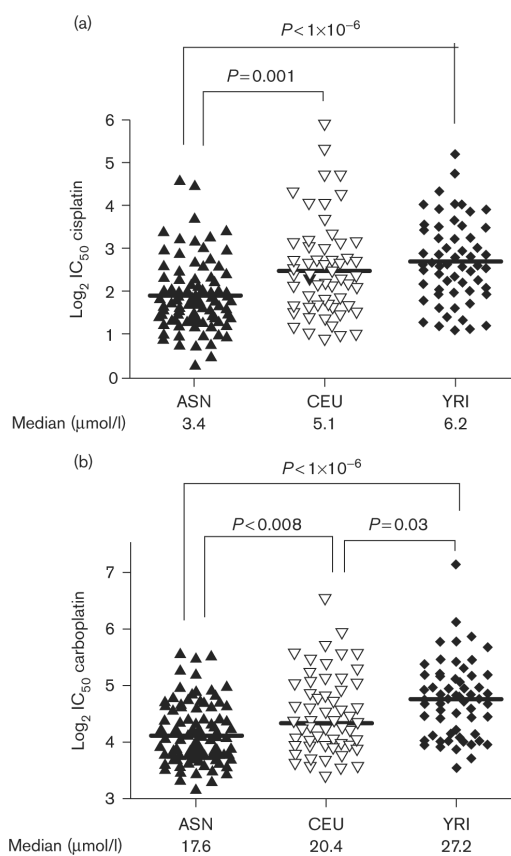 (a)
P<1×10⁻⁶
P=0.001
Log₂ IC₅₀ cisplatin
6
5
4
3
2
1
0
ASN CEU YRI
Median (μmol/l) 3.4 5.1 6.2
(b)
P<1×10⁻⁶
P<0.008 P=0.03
Log₂ IC₅₀ carboplatin
7
6
5
4
3
ASN CEU YRI
Median (μmol/l) 17.6 20.4 27.2